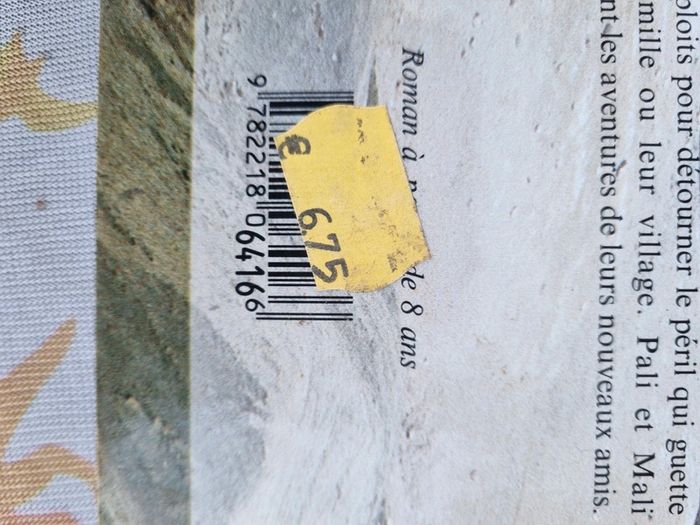 ploits pour détourner le péril qui guette
mille ou leur village. Pali et Mali
nt les aventures de leurs nouveaux amis.
Roman à de 8 ans
€ 6.75
9 782218 064166